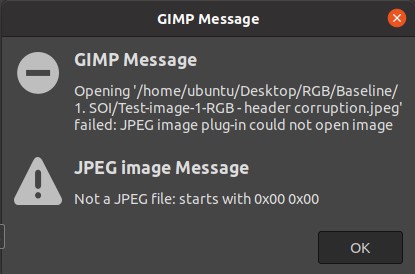 GIMP Message
GIMP Message
Opening '/home/ubuntu/Desktop/RGB/Baseline/
1. SOI/Test-image-1-RGB - header corruption.jpeg'
failed: JPEG image plug-in could not open image
JPEG image Message
Not a JPEG file: starts with 0x00 0x00
OK